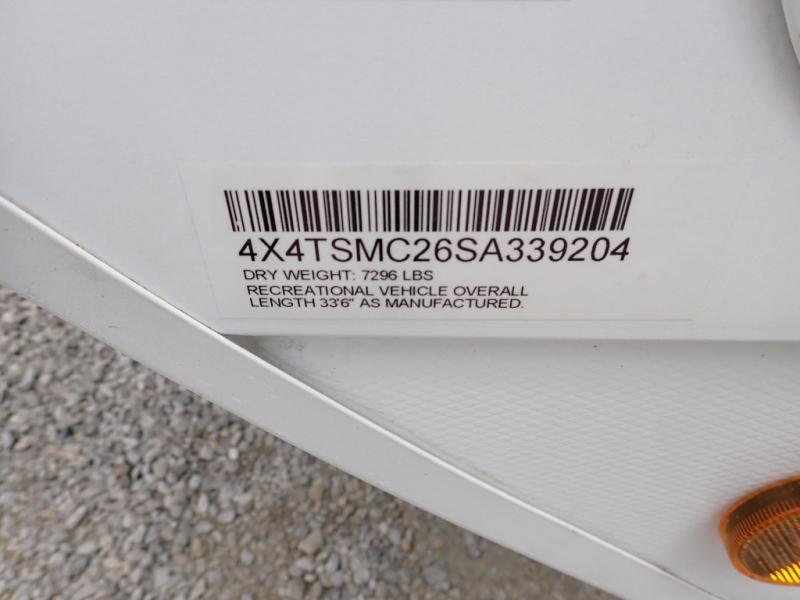 4X4TSMC26SA339204
DRY WEIGHT: 7296 LBS
RECREATIONAL VEHICLE OVERALL
LENGTH 33'6" AS MANUFACTURED.